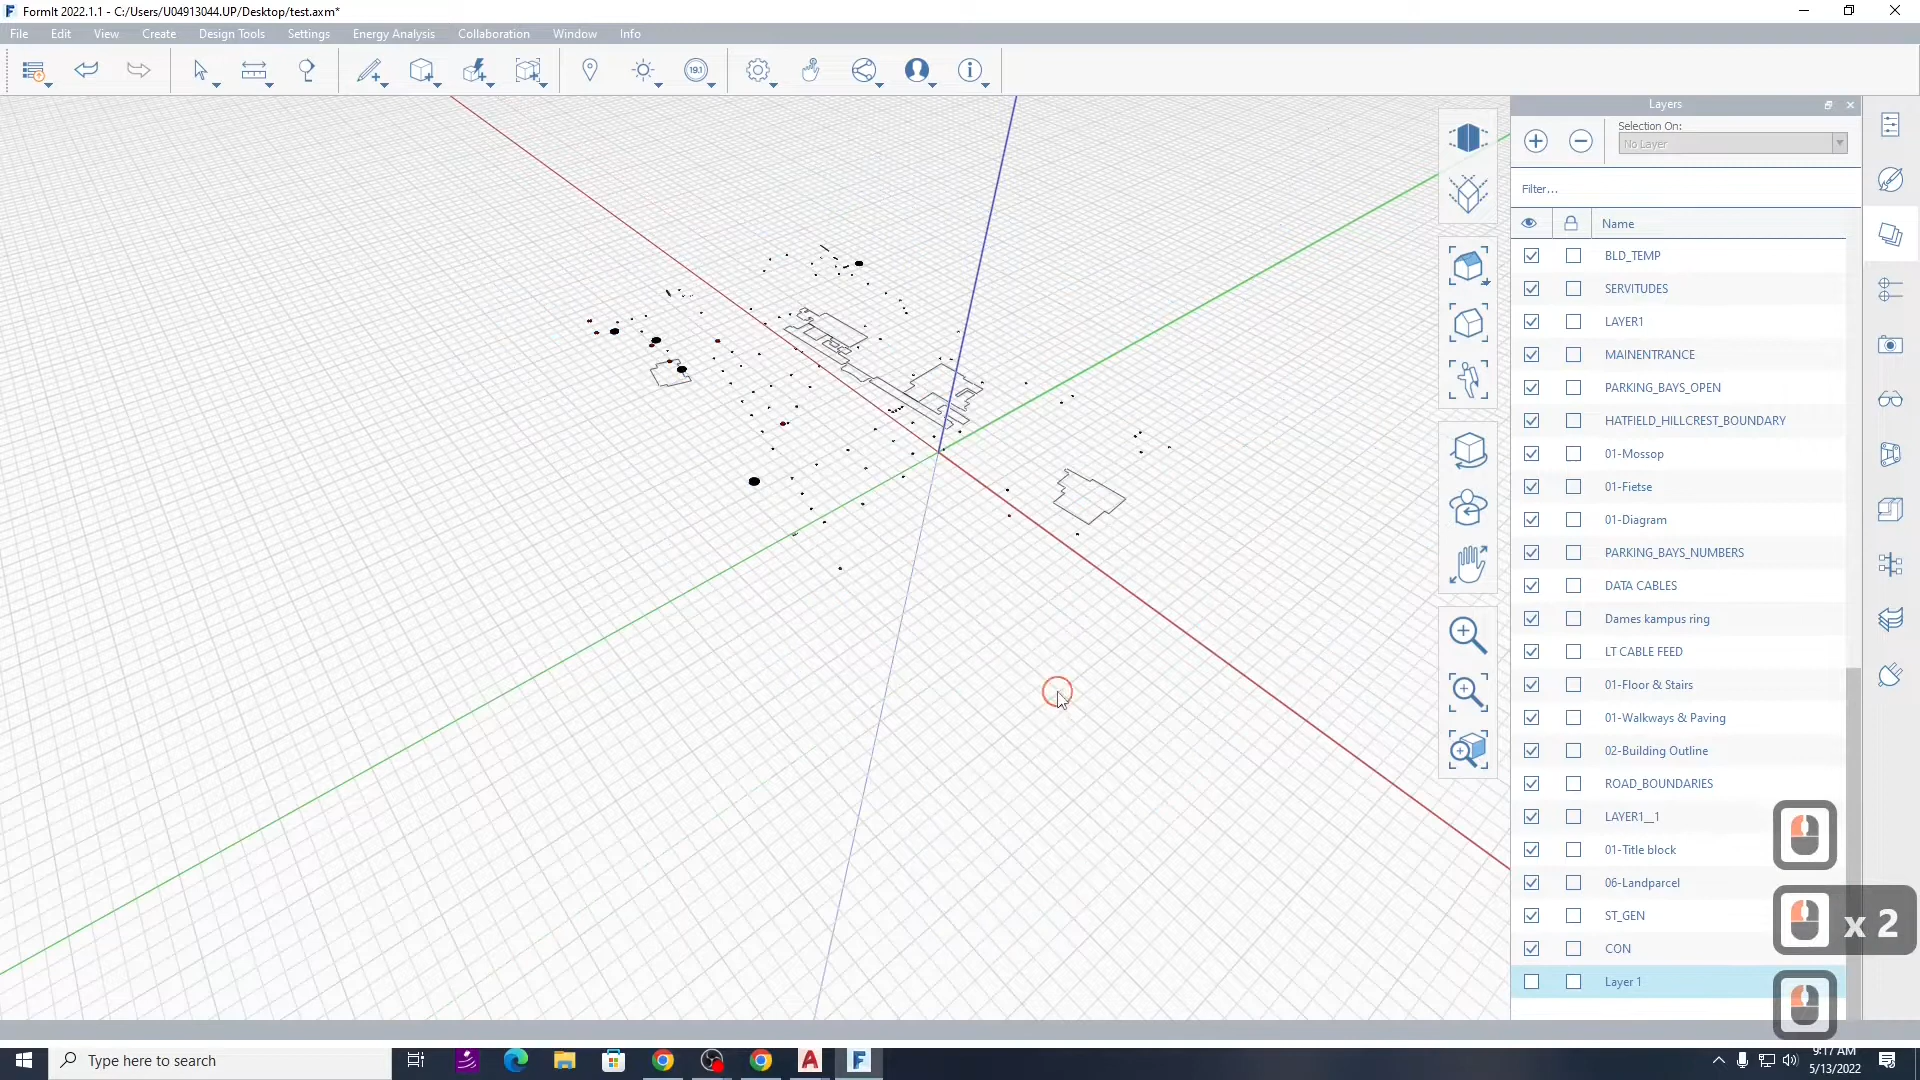 FormIt 2022.1.1 - C:/Users/U04913044.UP/Desktop/test.axm*
File Edit View Create Design Tools Settings Energy Analysis Collaboration Window Info
19.1
Layers
Selection On:
No Layer
Filter...
Name
BLD_TEMP
SERVITUDES
LAYER1
MAINENTRANCE
PARKING_BAYS_OPEN
HATFIELD_HILLCREST_BOUNDARY
01-Mossop
01-Fietse
01-Diagram
PARKING_BAYS_NUMBERS
DATA CABLES
Dames kampus ring
LT CABLE FEED
01-Floor & Stairs
01-Walkways & Paving
02-Building Outline
ROAD_BOUNDARIES
LAYER1__1
01-Title block
06-Landparcel
ST_GEN
x 2
CON
Layer 1
Type here to search
9:17 AM
5/13/2022